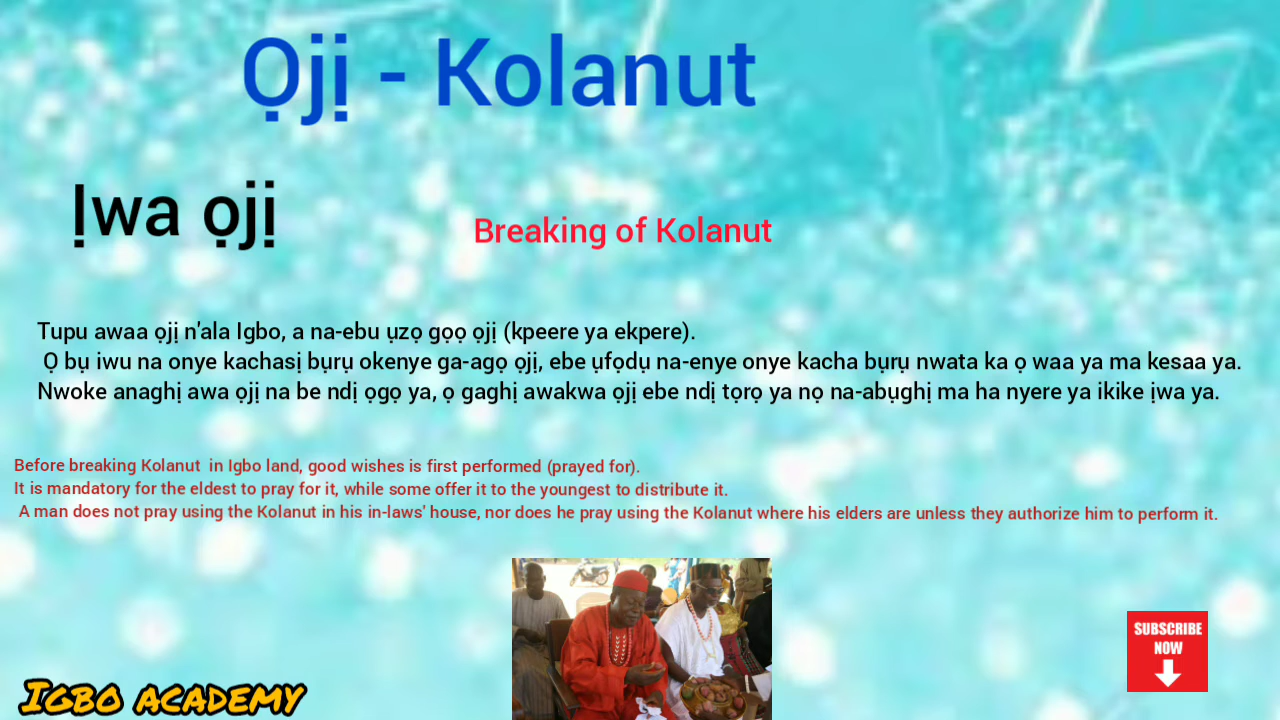 Ọjị - Kolanut
Ịwa ọjị
Breaking of Kolanut
Tupu awaa ọjị n'ala Igbo, a na-ebu ụzọ gọọ ọjị (kpeere ya ekpere).
Ọ bụ iwu na onye kachasị bụrụ okenye ga-agọ ọjị, ebe ụfọdụ na-enye onye kacha bụrụ nwata ka ọ waa ya ma kesaa ya.
Nwoke anaghị awa ọjị na be ndị ọgọ ya, ọ gaghị awakwa ọjị ebe ndị tọrọ ya nọ na-abụghị ma ha nyere ya ikike ịwa ya.
Before breaking Kolanut in Igbo land, good wishes is first performed (prayed for).
It is mandatory for the eldest to pray for it, while some offer it to the youngest to distribute it.
A man does not pray using the Kolanut in his in-laws' house, nor does he pray using the Kolanut where his elders are unless they authorize him to perform it.
SUBSCRIBE
NOW
IGBO ACADEMY